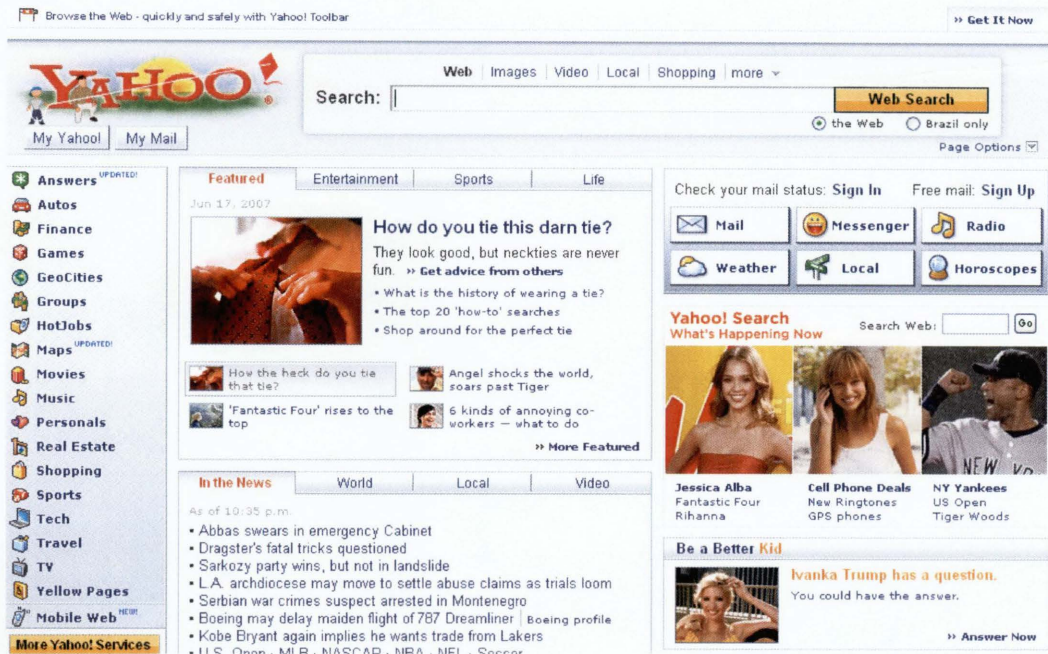 Browse the Web - quickly and safely with Yahoo! Toolbar
» Get It Now
YAHOO!
Web Images Video Local Shopping more
Search:
Web Search
the Web Brazil only
My Yahoo! My Mail
Page Options
Answers UPDATED!
Autos
Finance
Games
GeoCities
Groups
HotJobs
Maps UPDATED!
Movies
Music
Personals
Real Estate
Shopping
Sports
Tech
Travel
TV
Yellow Pages
Mobile Web NEW!
More Yahoo! Services
Featured Entertainment Sports Life
Jun 17, 2007
How do you tie this darn tie?
They look good, but neckties are never
fun. » Get advice from others
• What is the history of wearing a tie?
• The top 20 'how-to' searches
• Shop around for the perfect tie
How the heck do you tie
that tie?
Angel shocks the world,
soars past Tiger
'Fantastic Four' rises to the
top
6 kinds of annoying co-
workers — what to do
» More Featured
In the News World Local Video
As of 10:35 p.m.
• Abbas swears in emergency Cabinet
• Dragster's fatal tricks questioned
• Sarkozy party wins, but not in landslide
• L.A. archdiocese may move to settle abuse claims as trials loom
• Serbian war crimes suspect arrested in Montenegro
• Boeing may delay maiden flight of 787 Dreamliner | Boeing profile
• Kobe Bryant again implies he wants trade from Lakers
• U.S. Open · MLB · NASCAR · NBA · NFL · Soccer
Check your mail status: Sign In Free mail: Sign Up
Mail Messenger Radio
Weather Local Horoscopes
Yahoo! Search
What's Happening Now
Search Web: Go
NEW
Jessica Alba
Fantastic Four
Rihanna
Cell Phone Deals
New Ringtones
GPS phones
NY Yankees
US Open
Tiger Woods
Be a Better Kid
Ivanka Trump has a question.
You could have the answer.
» Answer Now